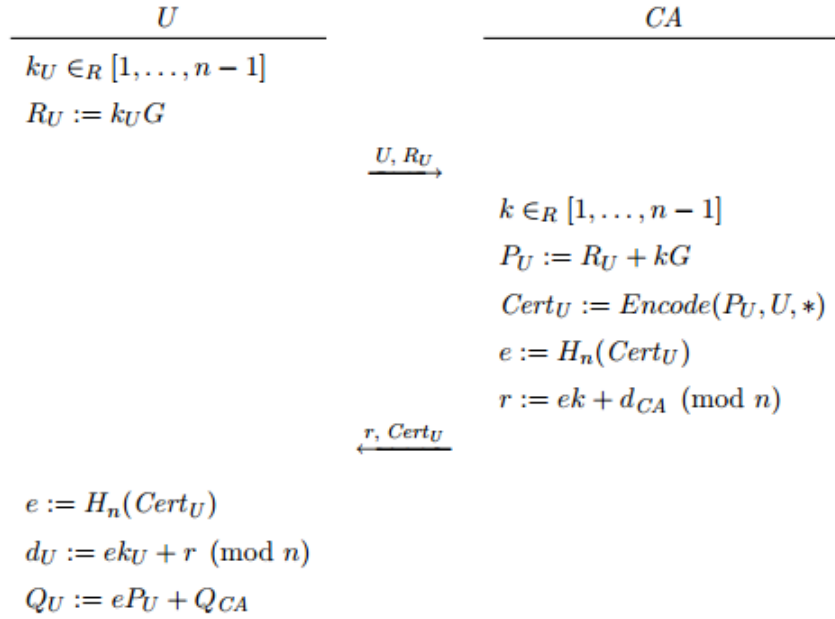 U CA
k_U ∈_R [1, . . . , n − 1]
R_U := k_U G
U, R_U
k ∈_R [1, . . . , n − 1]
P_U := R_U + kG
Cert_U := Encode(P_U, U, *)
e := H_n(Cert_U)
r := ek + d_CA (mod n)
r, Cert_U
e := H_n(Cert_U)
d_U := ek_U + r (mod n)
Q_U := eP_U + Q_CA